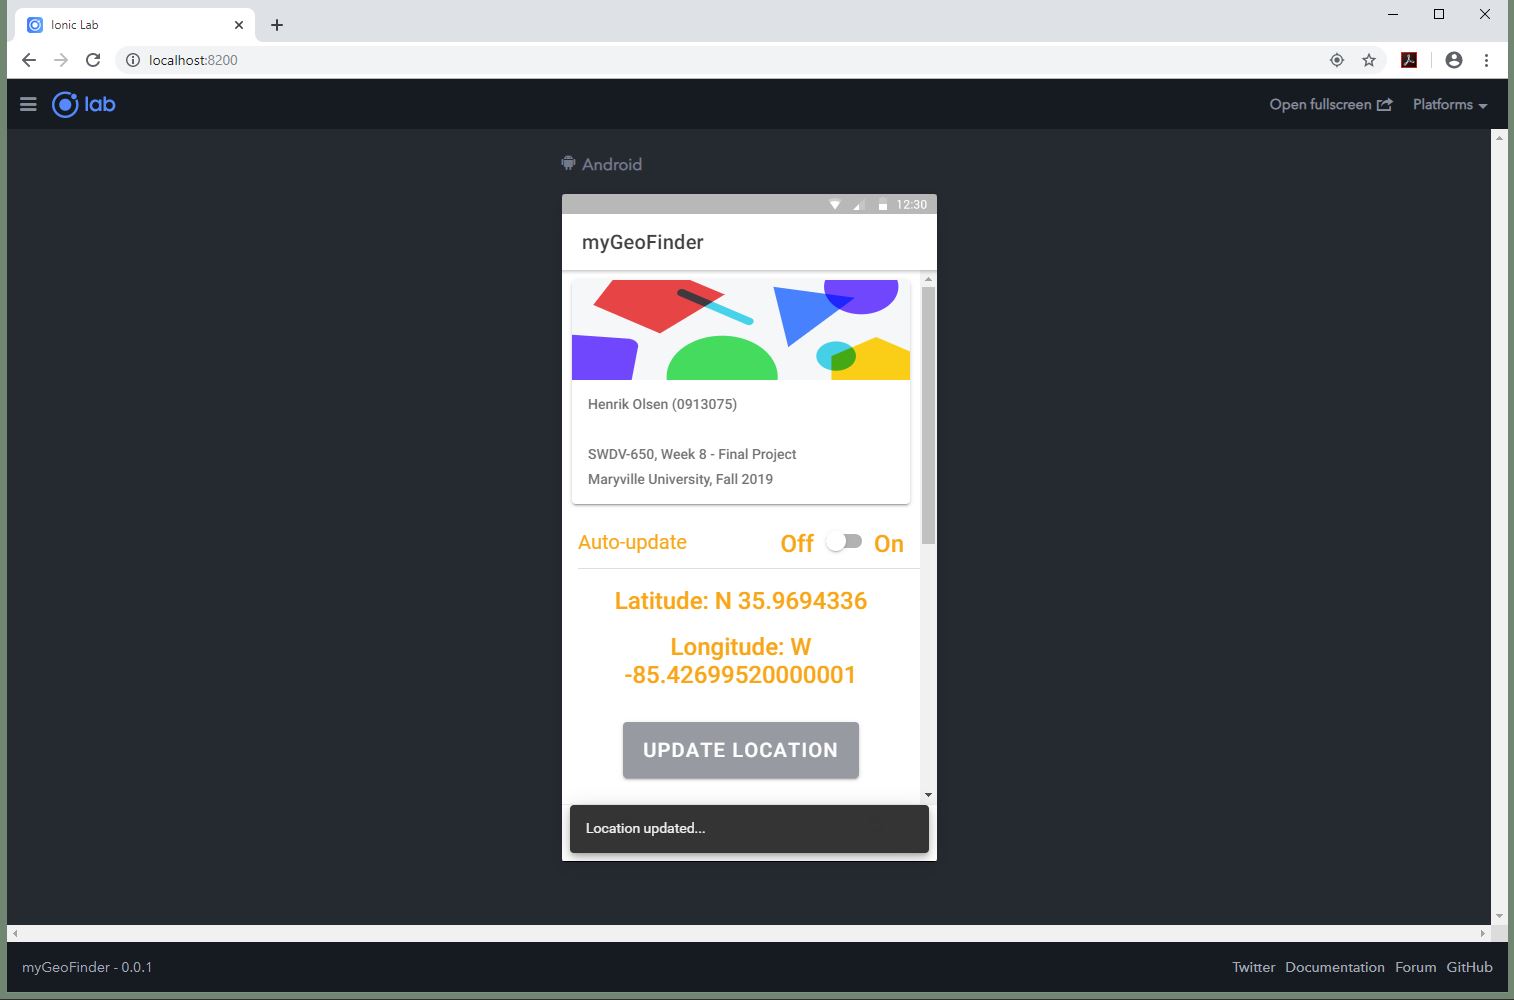 Ionic Lab
localhost:8200
lab
Open fullscreen
Platforms
Android
12:30
myGeoFinder
Henrik Olsen (0913075)
SWDV-650, Week 8 - Final Project
Maryville University, Fall 2019
Auto-update Off On
Latitude: N 35.9694336
Longitude: W
-85.42699520000001
UPDATE LOCATION
Location updated...
myGeoFinder - 0.0.1
Twitter Documentation Forum GitHub